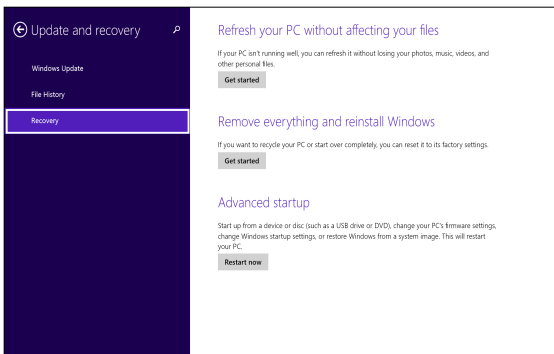 Update and recovery
Windows Update
File History
Recovery
Refresh your PC without affecting your files
If your PC isn't running well, you can refresh it without losing your photos, music, videos, and
other personal files.
Get started
Remove everything and reinstall Windows
If you want to recycle your PC or start over completely, you can reset it to its factory settings.
Get started
Advanced startup
Start up from a device or disc (such as a USB drive or DVD), change your PC's firmware settings,
change Windows startup settings, or restore Windows from a system image. This will restart
your PC.
Restart now